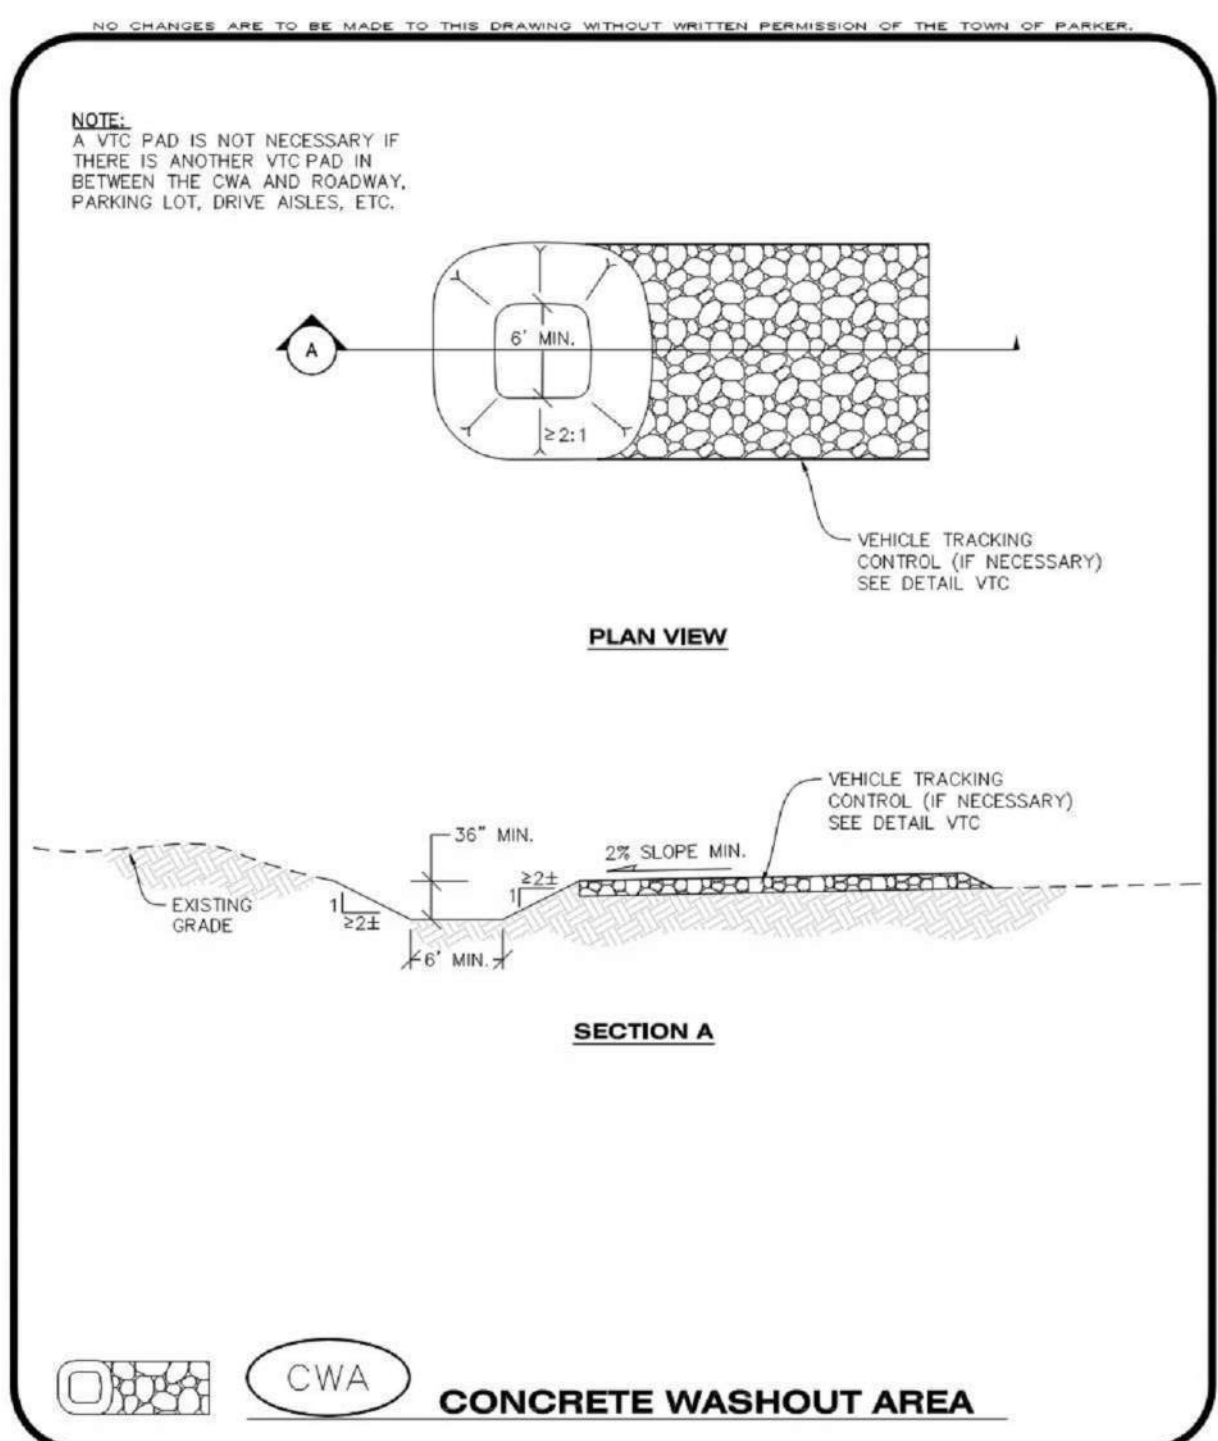 NO CHANGES ARE TO BE MADE TO THIS DRAWING WITHOUT WRITTEN PERMISSION OF THE TOWN OF PARKER.
NOTE:
A VTC PAD IS NOT NECESSARY IF
THERE IS ANOTHER VTC PAD IN
BETWEEN THE CWA AND ROADWAY,
PARKING LOT, DRIVE AISLES, ETC.
A
6' MIN.
≥2:1
VEHICLE TRACKING
CONTROL (IF NECESSARY)
SEE DETAIL VTC
PLAN VIEW
VEHICLE TRACKING
CONTROL (IF NECESSARY)
SEE DETAIL VTC
36" MIN.
2% SLOPE MIN.
≥2±
1
EXISTING
GRADE
1
≥2±
6' MIN.
SECTION A
CWA
CONCRETE WASHOUT AREA